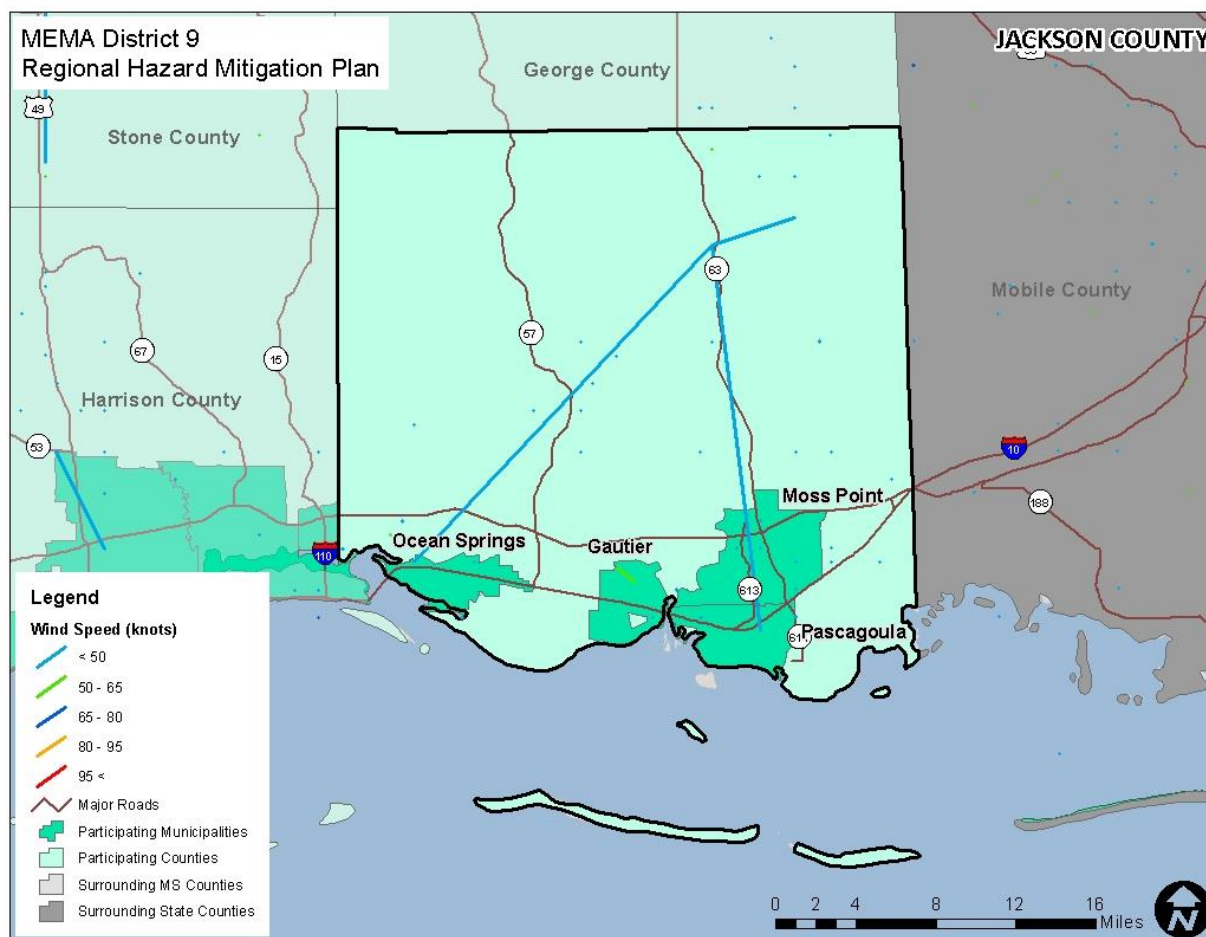 MEMA District 9
Regional Hazard Mitigation Plan
JACKSON COUNTY
George County
49
Stone County
63
Mobile County
57
67
15
Harrison County
53
10
Moss Point
188
Ocean Springs
Gautier
110
613
Pascagoula
Legend
Wind Speed (knots)
< 50
50 - 65
65 - 80
80 - 95
95 <
Major Roads
Participating Municipalities
Participating Counties
Surrounding MS Counties
Surrounding State Counties
0 2 4 8 12 16
Miles
N